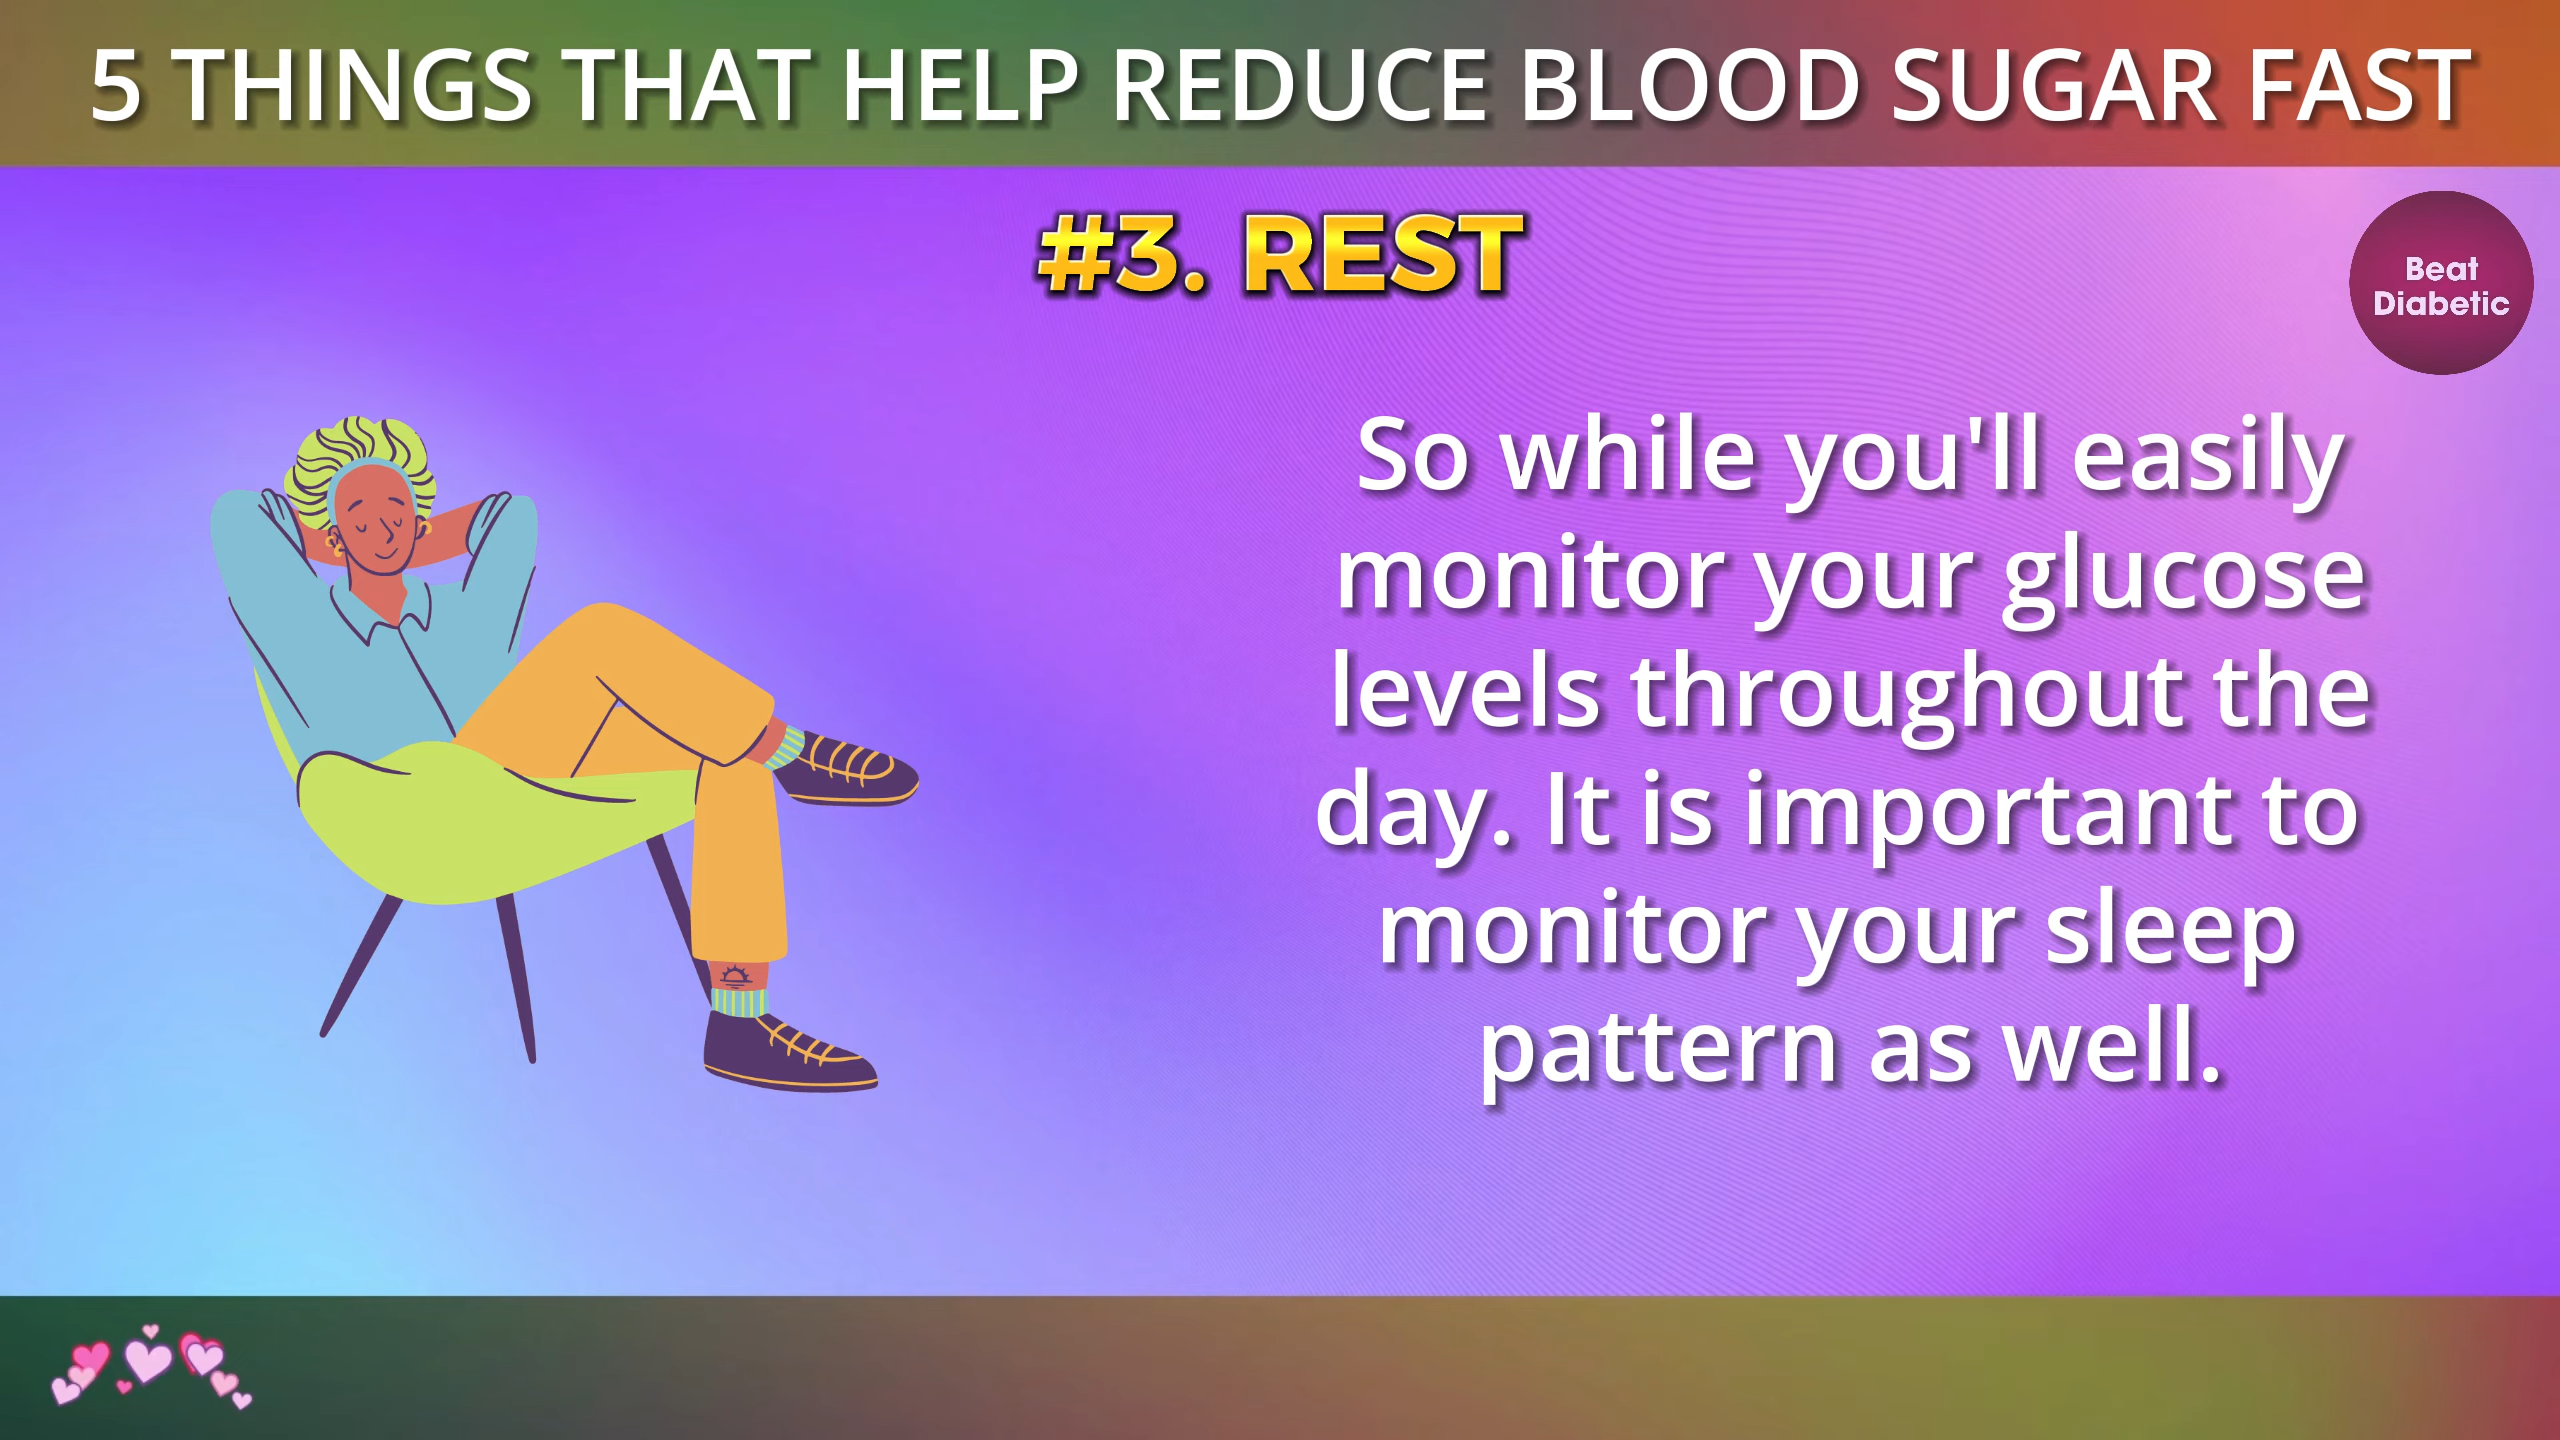 5 THINGS THAT HELP REDUCE BLOOD SUGAR FAST
#3. REST
Beat
Diabetic
So while you'll easily
monitor your glucose
levels throughout the
day. It is important to
monitor your sleep
pattern as well.